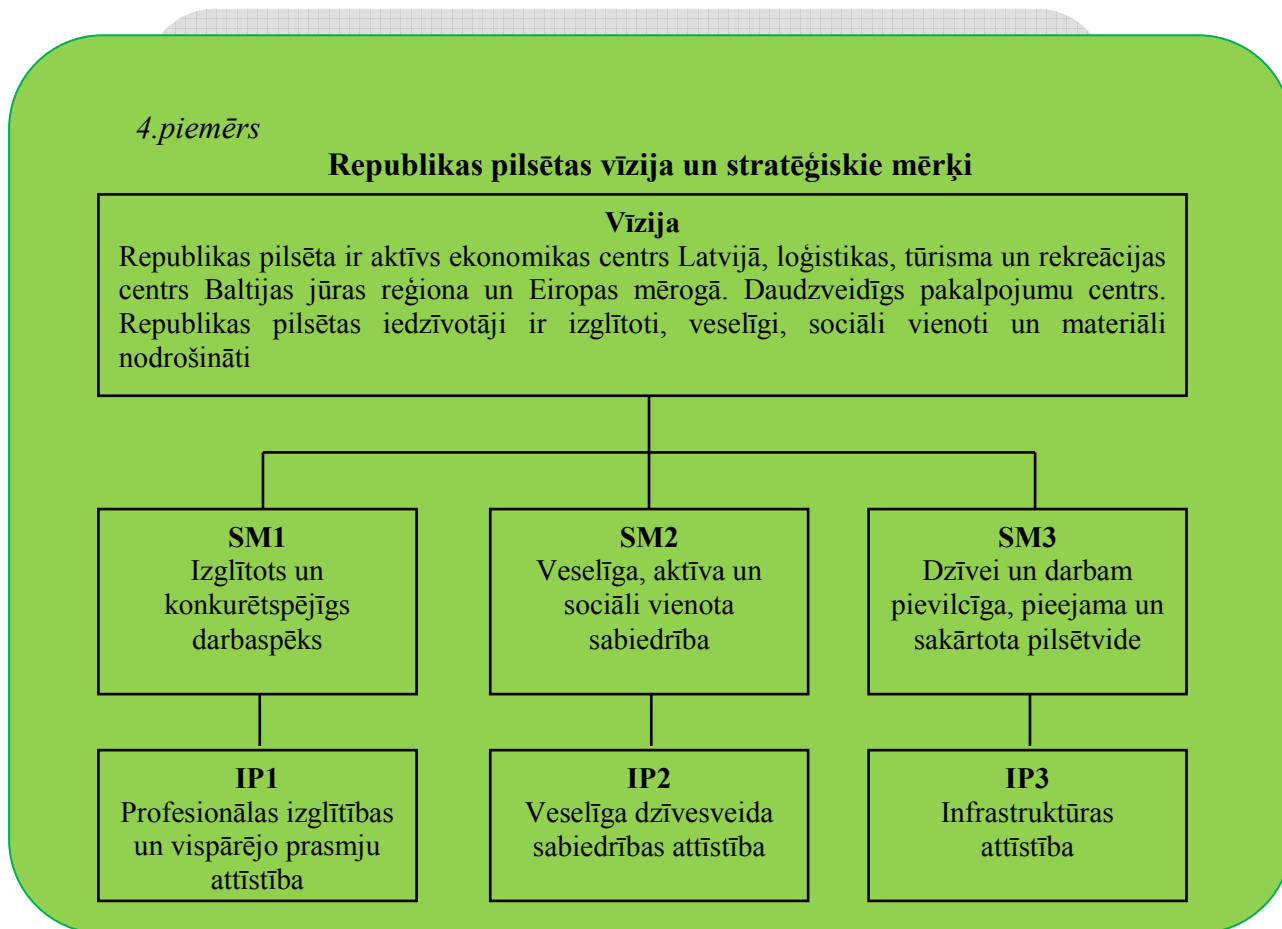 4.piemērs
Republikas pilsētas vīzija un stratēģiskie mērķi
Vīzija
Republikas pilsēta ir aktīvs ekonomikas centrs Latvijā, loģistikas, tūrisma un rekreācijas
centrs Baltijas jūras reģiona un Eiropas mērogā. Daudzveidīgs pakalpojumu centrs.
Republikas pilsētas iedzīvotāji ir izglītoti, veselīgi, sociāli vienoti un materiāli
nodrošināti
SM1
Izglītots un
konkurētspējīgs
darbaspēks
SM2
Veselīga, aktīva un
sociāli vienota
sabiedrība
SM3
Dzīvei un darbam
pievilcīga, pieejama un
sakārtota pilsētvide
IP1
Profesionālas izglītības
un vispārējo prasmju
attīstība
IP2
Veselīga dzīvesveida
sabiedrības attīstība
IP3
Infrastruktūras
attīstība